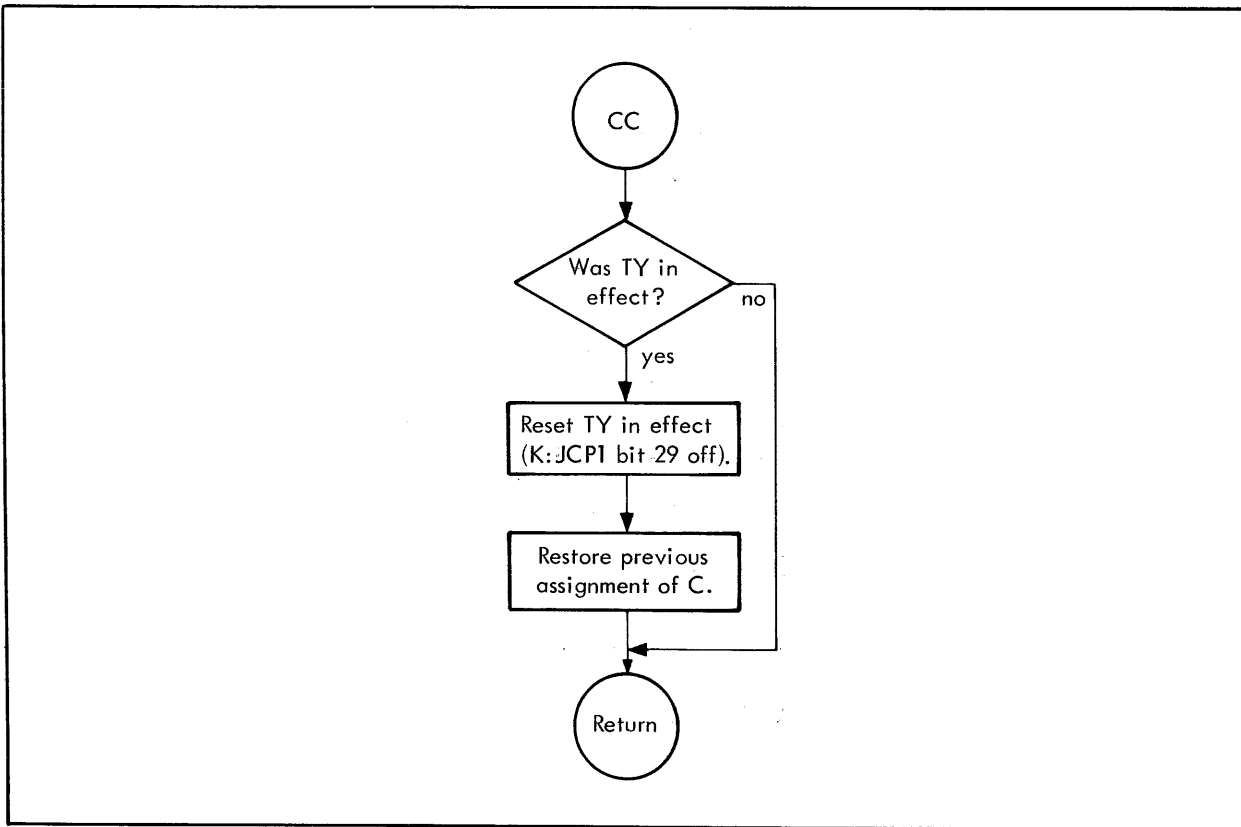 CC
Was TY in
effect?
no
yes
Reset TY in effect
(K:JCP1 bit 29 off).
Restore previous
assignment of C.
Return